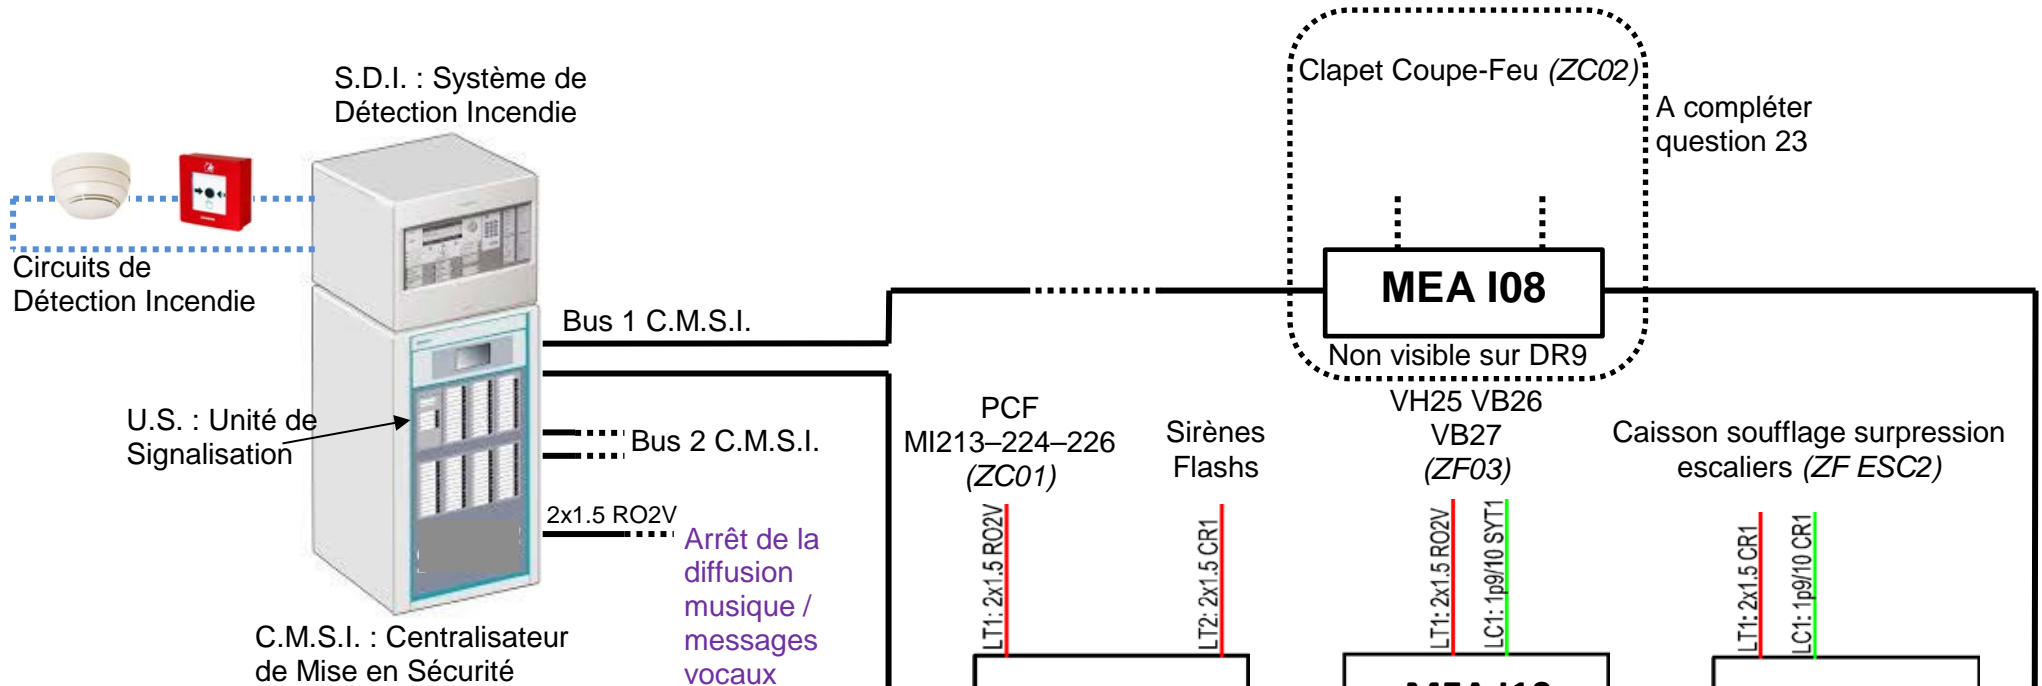 S.D.I. : Système de
Détection Incendie
Clapet Coupe-Feu (ZC02)
A compléter
question 23
Circuits de
Détection Incendie
MEA I08
Non visible sur DR9
Bus 1 C.M.S.I.
U.S. : Unité de
Signalisation
Bus 2 C.M.S.I.
2x1.5 RO2V
Arrêt de la
diffusion
musique /
messages
vocaux
C.M.S.I. : Centralisateur
de Mise en Sécurité
PCF
MI213–224–226
(ZC01)
Sirènes
Flashs
VH25 VB26
VB27
(ZF03)
Caisson soufflage surpression
escaliers (ZF ESC2)
LT1: 2x1.5 RO2V
LT2: 2x1.5 CR1
LT1: 2x1.5 RO2V
LC1: 1p9/10 SYT1
LT1: 2x1.5 CR1
LC1: 1p9/10 CR1